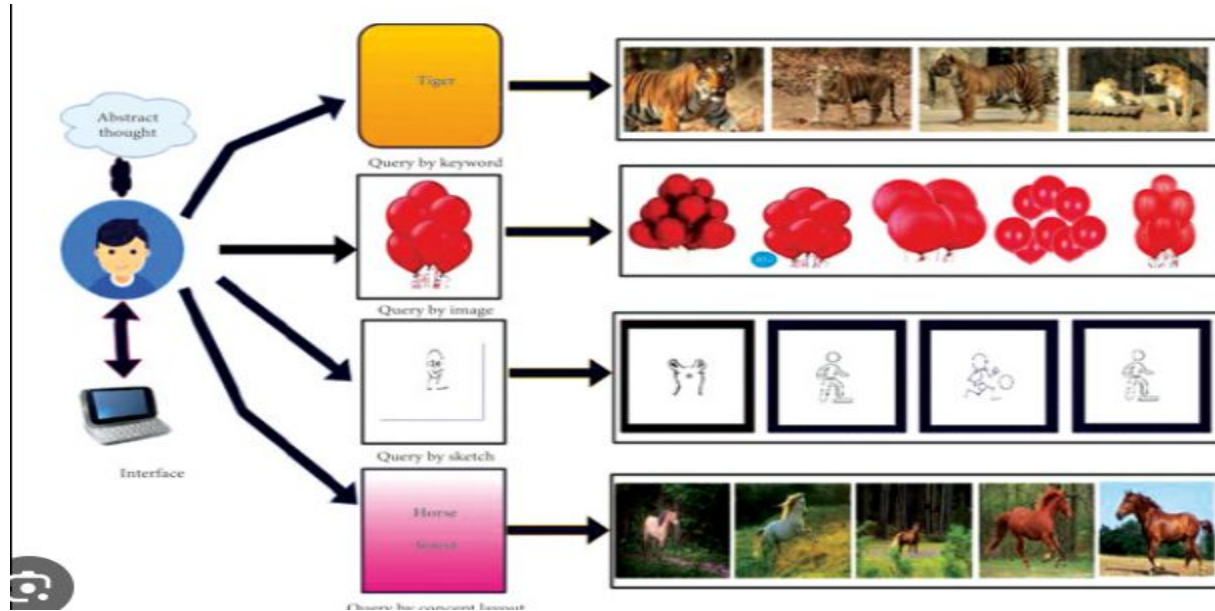 Abstract
thought
Interface
Tiger
Query by keyword
Query by image
Query by sketch
Horse
Query by concept layout